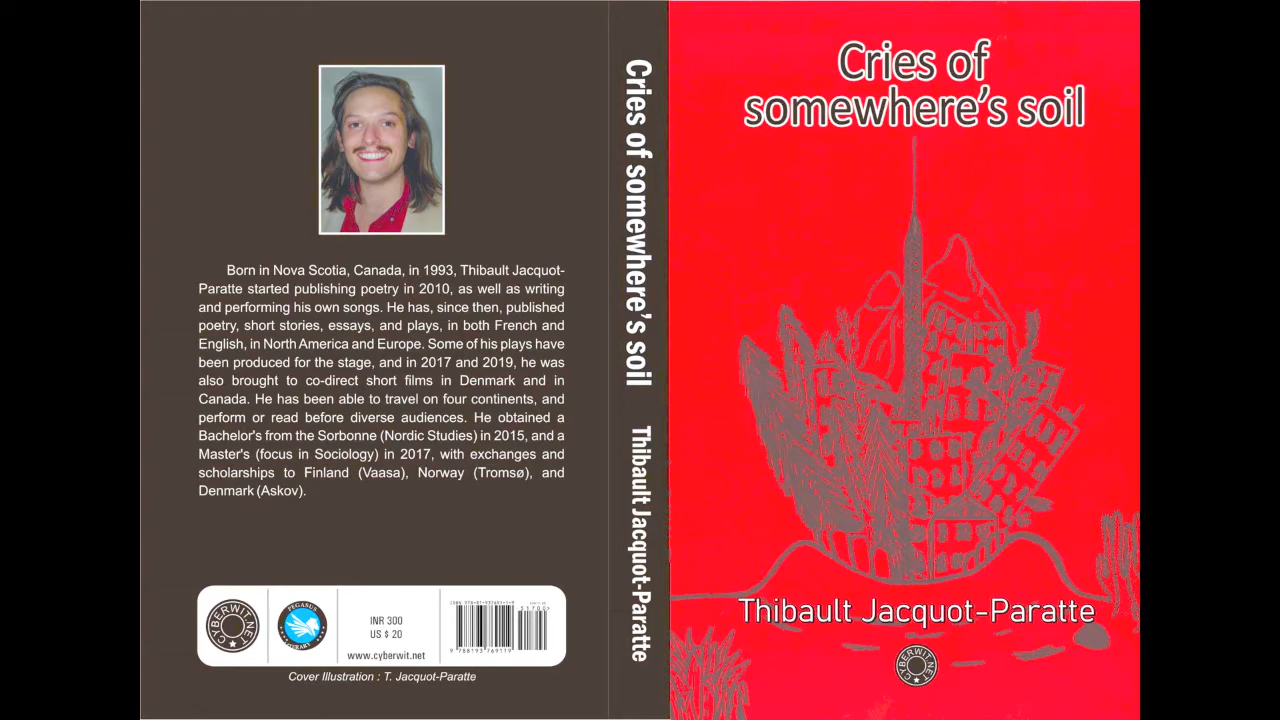 Born in Nova Scotia, Canada, in 1993, Thibault Jacquot-
Paratte started publishing poetry in 2010, as well as writing
and performing his own songs. He has, since then, published
poetry, short stories, essays, and plays, in both French and
English, in North America and Europe. Some of his plays have
been produced for the stage, and in 2017 and 2019, he was
also brought to co-direct short films in Denmark and in
Canada. He has been able to travel on four continents, and
perform or read before diverse audiences. He obtained a
Bachelor's from the Sorbonne (Nordic Studies) in 2015, and a
Master's (focus in Sociology) in 2017, with exchanges and
scholarships to Finland (Vaasa), Norway (Tromsø), and
Denmark (Askov).
CYBERWIT.NET
PEGASUS
LITERARY
INR 300
US $ 20
www.cyberwit.net
9 788193 769119
Cover Illustration : T. Jacquot-Paratte
Cries of somewhere's soil
Thibault Jacquot-Paratte
Cries of
somewhere's soil
Thibault Jacquot-Paratte
CYBERWIT.NET